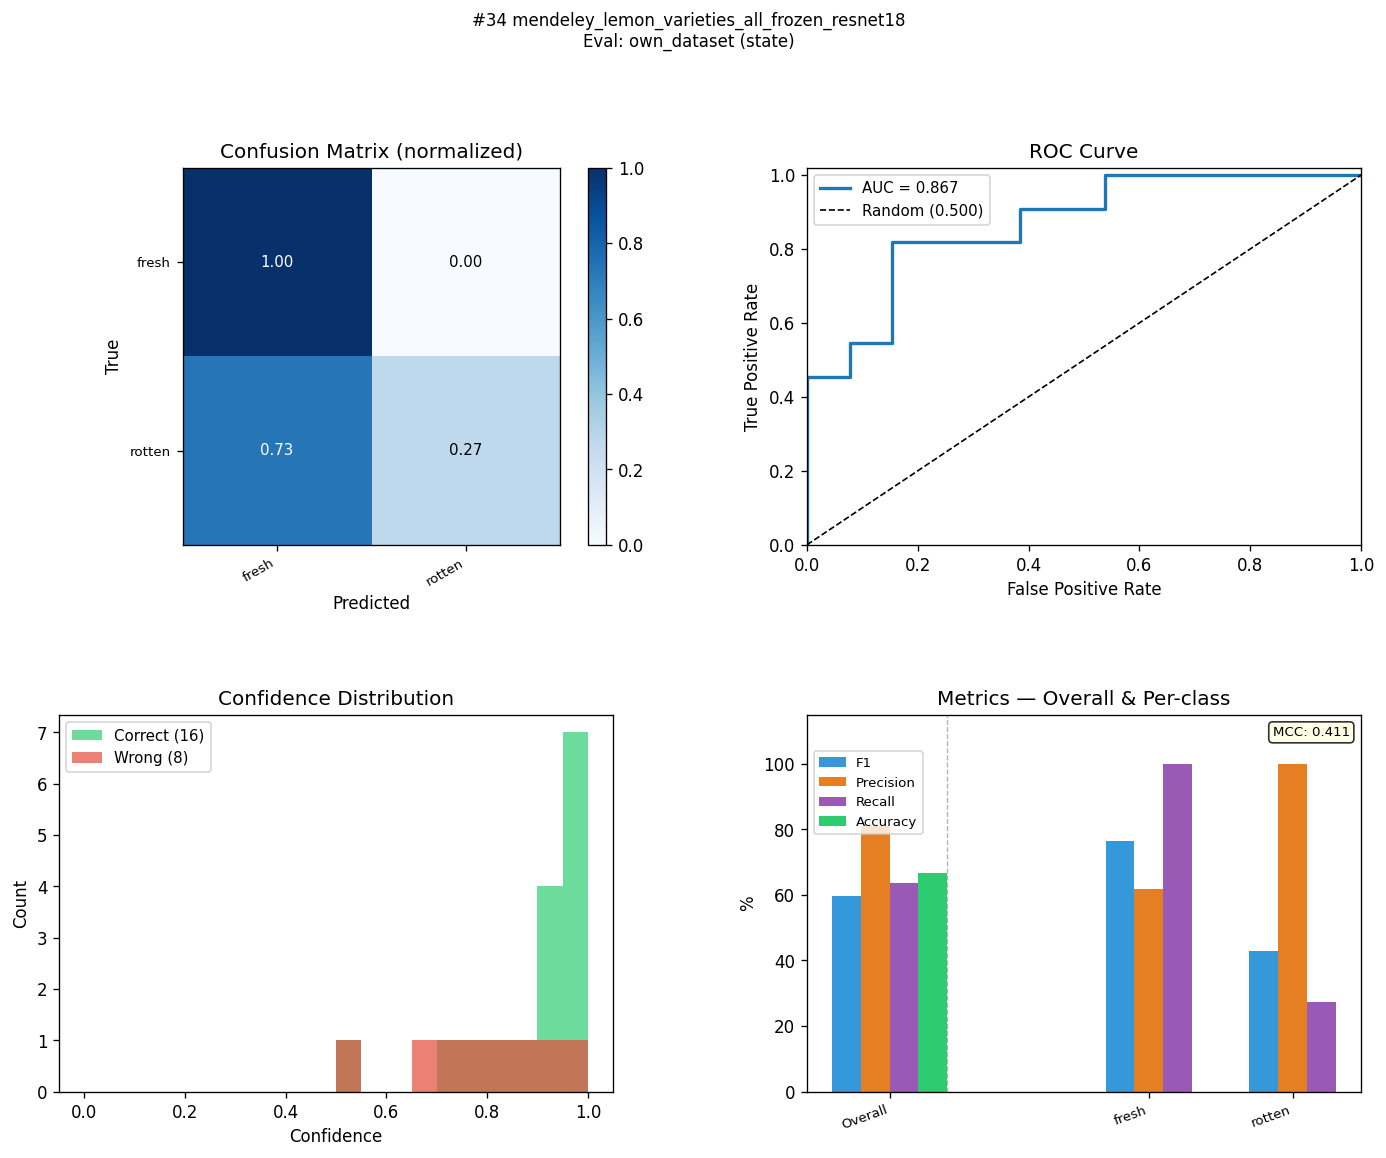 #34 mendeley_lemon_varieties_all_frozen_resnet18
Eval: own_dataset (state)
Confusion Matrix (normalized)
fresh
rotten
True
1.00
0.00
0.73
0.27
fresh
rotten
Predicted
1.0
0.8
0.6
0.4
0.2
0.0
ROC Curve
AUC = 0.867
Random (0.500)
True Positive Rate
1.0
0.8
0.6
0.4
0.2
0.0
0.0 0.2 0.4 0.6 0.8 1.0
False Positive Rate
Confidence Distribution
Correct (16)
Wrong (8)
Count
7
6
5
4
3
2
1
0
0.0 0.2 0.4 0.6 0.8 1.0
Confidence
Metrics — Overall & Per-class
MCC: 0.411
F1
Precision
Recall
Accuracy
%
100
80
60
40
20
0
Overall
fresh
rotten